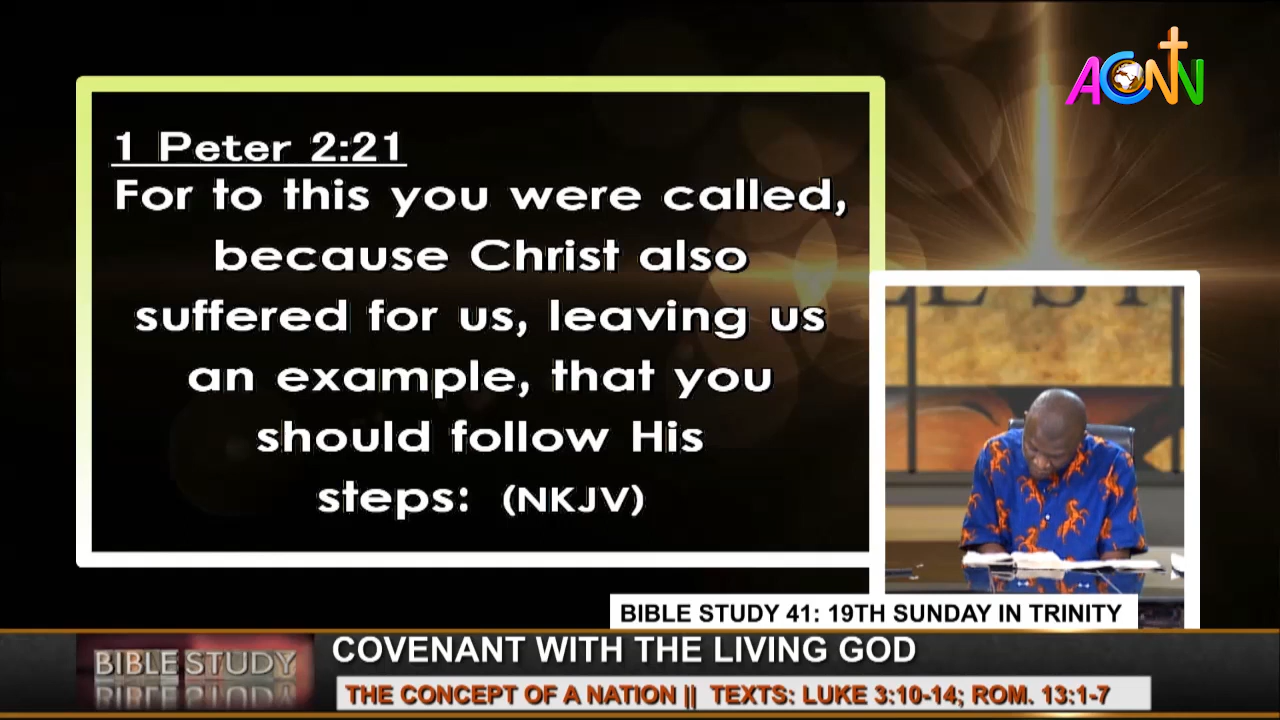 ACNN
1 Peter 2:21
For to this you were called,
because Christ also
suffered for us, leaving us
an example, that you
should follow His
steps: (NKJV)
LE ST
BIBLE STUDY 41: 19TH SUNDAY IN TRINITY
BIBLE STUDY
COVENANT WITH THE LIVING GOD
THE CONCEPT OF A NATION || TEXTS: LUKE 3:10-14; ROM. 13:1-7